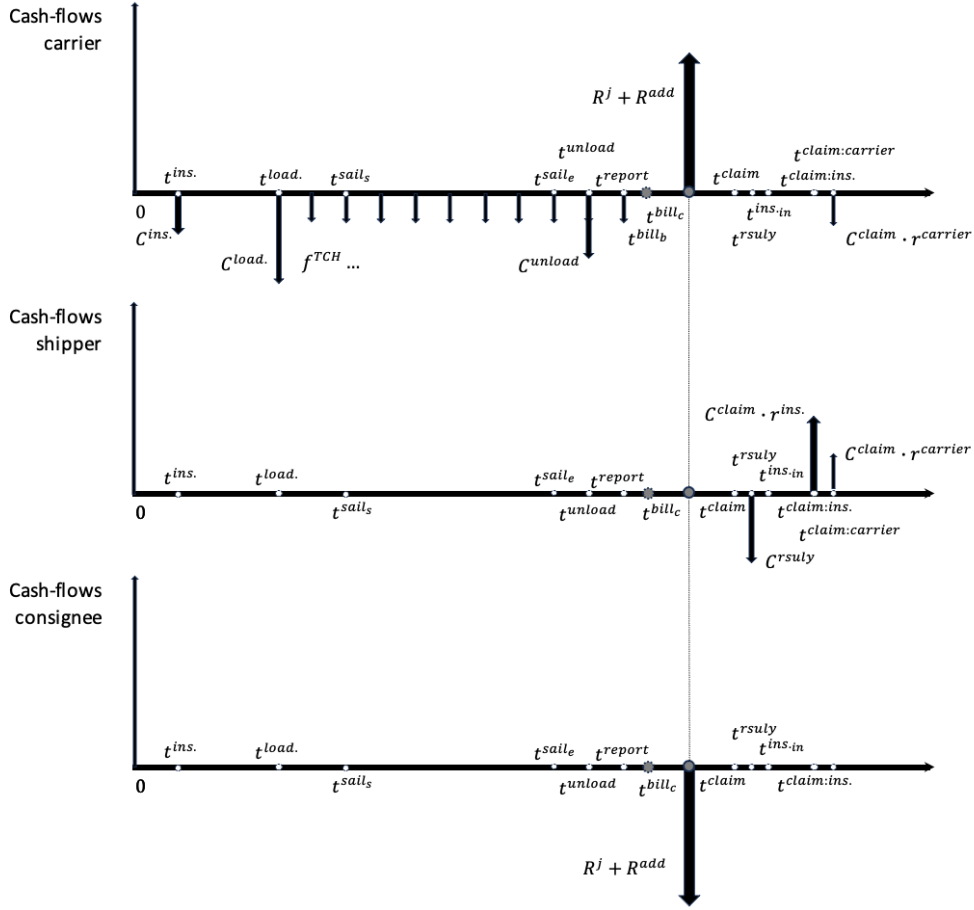 Cash-flows
carrier
R^j + R^add
t^unload
t^claim:carrier
t^ins. t^load. t^sail_s t^sail_e t^report t^claim t^claim:ins.
0 t^bill_c t^ins.in
C^ins. t^bill_b t^rsuly C^claim · r^carrier
C^load. f^TCH ... C^unload
Cash-flows
shipper
C^claim · r^ins.
t^rsuly C^claim · r^carrier
t^ins. t^load. t^sail_e t^report t^ins.in
0 t^sail_s t^unload t^bill_c t^claim t^claim:ins.
t^claim:carrier
C^rsuly
Cash-flows
consignee
t^rsuly
t^ins. t^load. t^sail_e t^report t^ins.in
0 t^sail_s t^unload t^bill_c t^claim t^claim:ins.
R^j + R^add